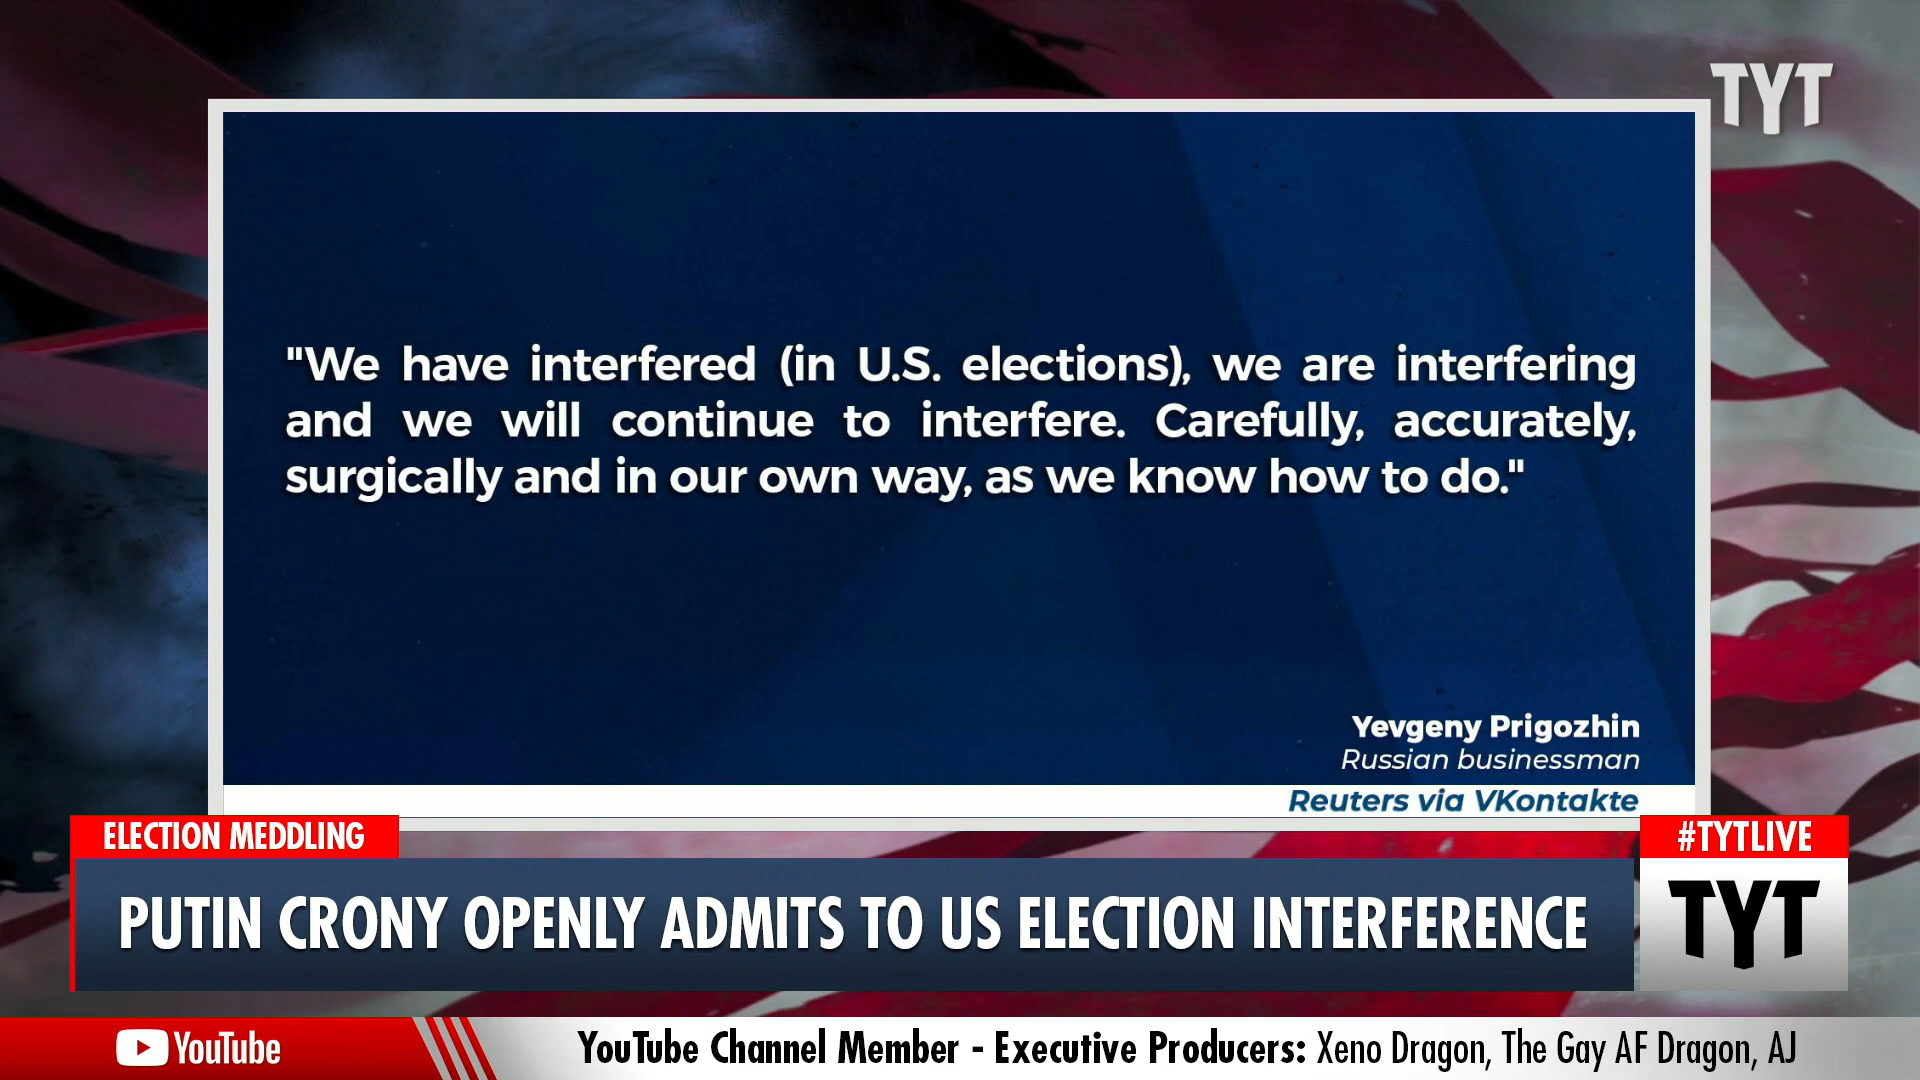 TYT
"We have interfered (in U.S. elections), we are interfering
and we will continue to interfere. Carefully, accurately,
surgically and in our own way, as we know how to do."
Yevgeny Prigozhin
Russian businessman
Reuters via VKontakte
ELECTION MEDDLING
#TYTLIVE
PUTIN CRONY OPENLY ADMITS TO US ELECTION INTERFERENCE
TYT
YouTube
YouTube Channel Member - Executive Producers: Xeno Dragon, The Gay AF Dragon, AJ